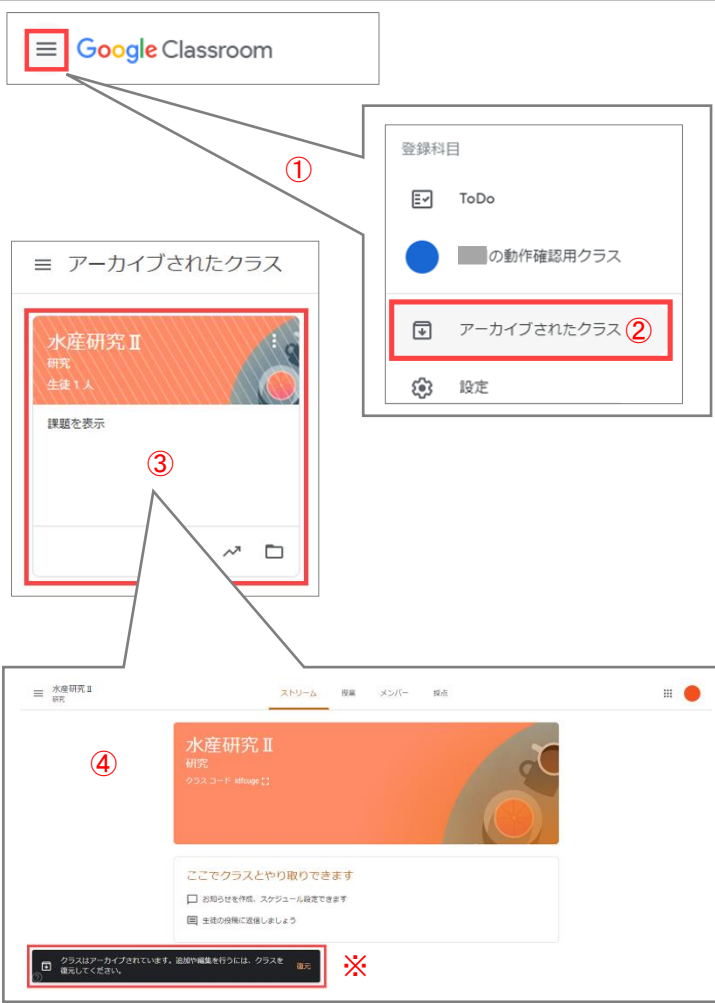 Google Classroom
①
登録科目
ToDo
の動作確認用クラス
アーカイブされたクラス ②
設定
アーカイブされたクラス
水産研究Ⅱ
研究
生徒 1 人
課題を表示
③
水産研究Ⅱ
研究
ストリーム 授業 メンバー 採点
④
水産研究Ⅱ
研究
クラスコード idfcuge
ここでクラスとやり取りできます
お知らせを作成、スケジュール設定できます
生徒の投稿に返信しましょう
クラスはアーカイブされています。追加や編集を行うには、クラスを
復元してください。
復元
※